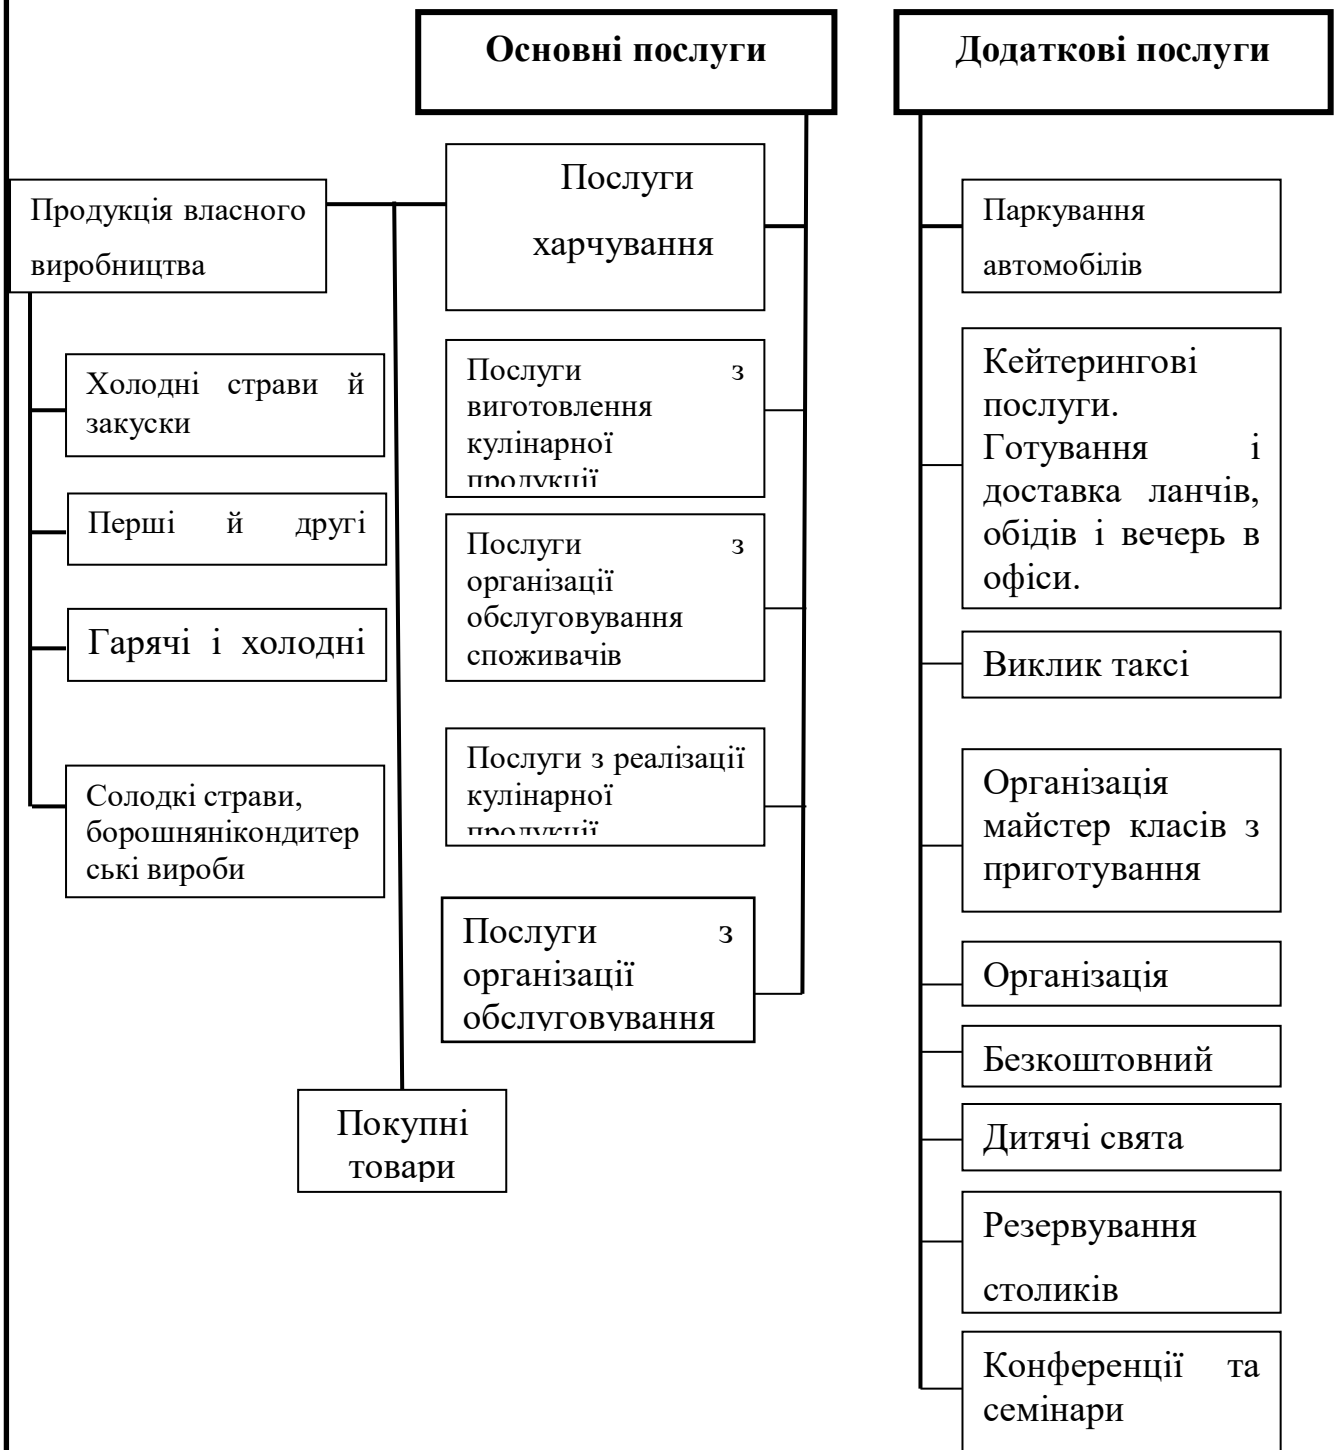 Основні послуги
Додаткові послуги
Продукція власного
виробництва
Холодні страви й
закуски
Перші й другі
Гарячі і холодні
Солодкі страви,
борошнянікондитер
ські вироби
Послуги
харчування
Послуги з
виготовлення
кулінарної
продукції
Послуги з
організації
обслуговування
споживачів
Послуги з реалізації
кулінарної
продукції
Послуги з
організації
обслуговування
Покупні
товари
Паркування
автомобілів
Кейтерингові
послуги.
Готування і
доставка ланчів,
обідів і вечерь в
офіси.
Виклик таксі
Організація
майстер класів з
приготування
Організація
Безкоштовний
Дитячі свята
Резервування
столиків
Конференції та
семінари